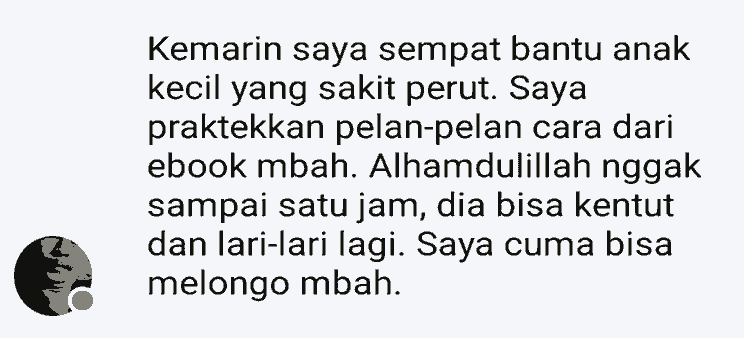 Kemarin saya sempat bantu anak
kecil yang sakit perut. Saya
praktekkan pelan-pelan cara dari
ebook mbah. Alhamdulillah nggak
sampai satu jam, dia bisa kentut
dan lari-lari lagi. Saya cuma bisa
melongo mbah.